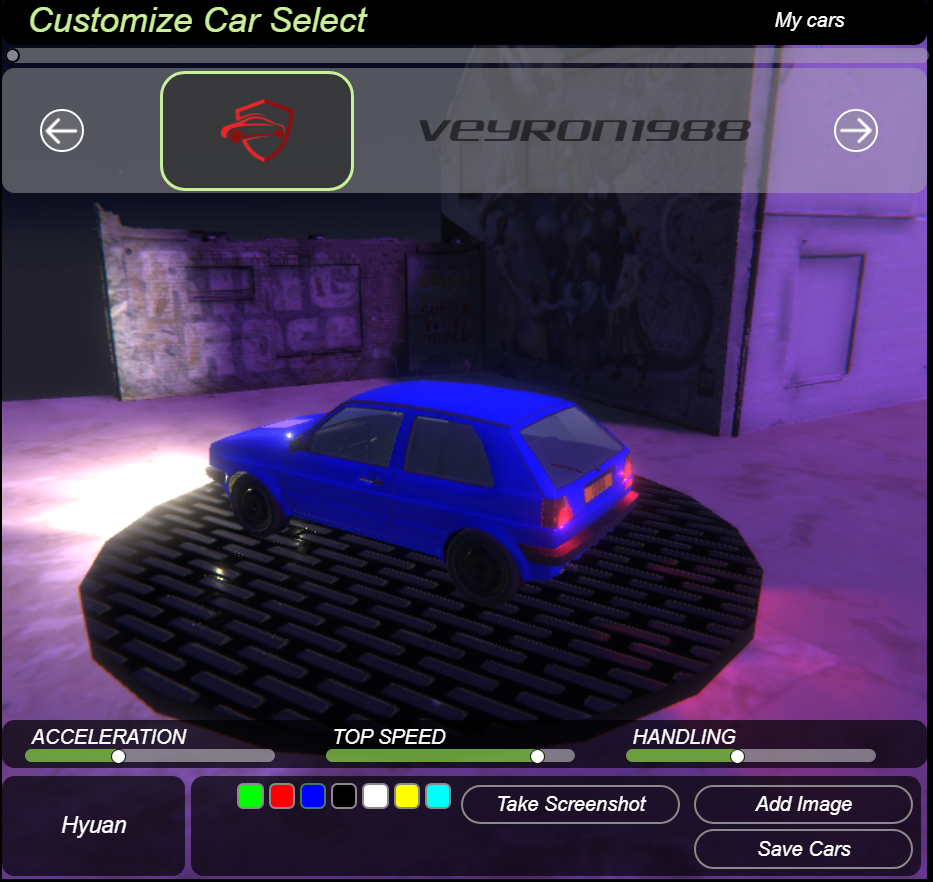 Customize Car Select
My cars
VEYRON1988
ACCELERATION
TOP SPEED
HANDLING
Hyuan
Take Screenshot
Add Image
Save Cars